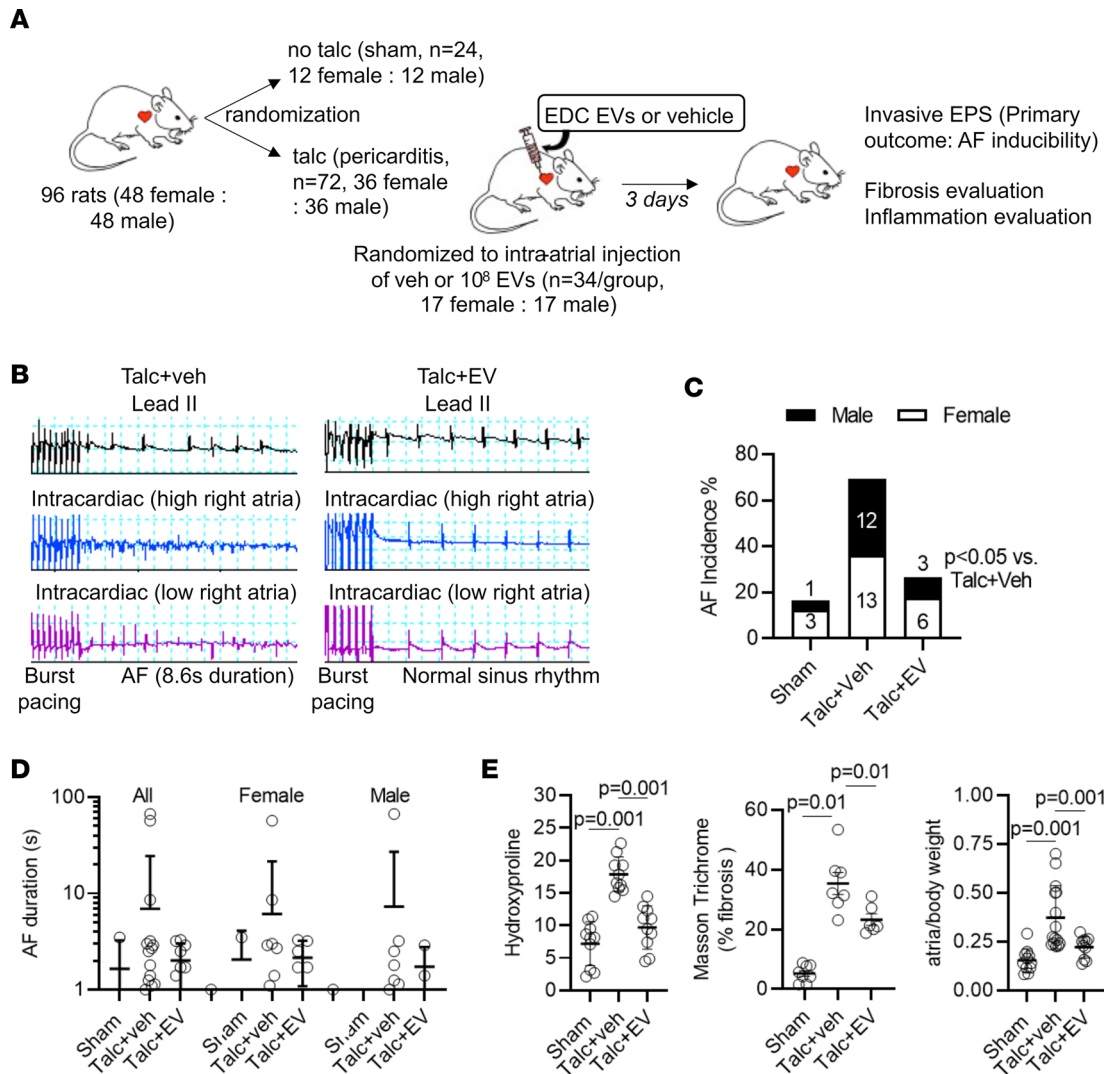 A
no talc (sham, n=24,
12 female : 12 male)
randomization
talc (pericarditis,
n=72, 36 female
: 36 male)
96 rats (48 female :
48 male)
EDC EVs or vehicle
3 days
Randomized to intra-atrial injection
of veh or 10⁸ EVs (n=34/group,
17 female : 17 male)
Invasive EPS (Primary
outcome: AF inducibility)
Fibrosis evaluation
Inflammation evaluation
B
Talc+veh
Lead II
Intracardiac (high right atria)
Intracardiac (low right atria)
Burst
pacing
AF (8.6s duration)
Talc+EV
Lead II
Intracardiac (high right atria)
Intracardiac (low right atria)
Burst
pacing
Normal sinus rhythm
C
Male
Female
AF Incidence %
80
60
40
20
0
1
3
12
13
3
6
p<0.05 vs.
Talc+Veh
Sham
Talc+Veh
Talc+EV
D
AF duration (s)
100
10
1
All
Female
Male
Sham
Talc+veh
Talc+EV
Sham
Talc+veh
Talc+EV
Sham
Talc+veh
Talc+EV
E
Hydroxyproline
30
25
20
15
10
5
0
p=0.001
p=0.001
Sham
Talc+veh
Talc+EV
Masson Trichrome
(% fibrosis )
60
40
20
0
p=0.01
p=0.01
Sham
Talc+veh
Talc+EV
atria/body weight
1.00
0.75
0.50
0.25
0.00
p=0.001
p=0.001
Sham
Talc+veh
Talc+EV